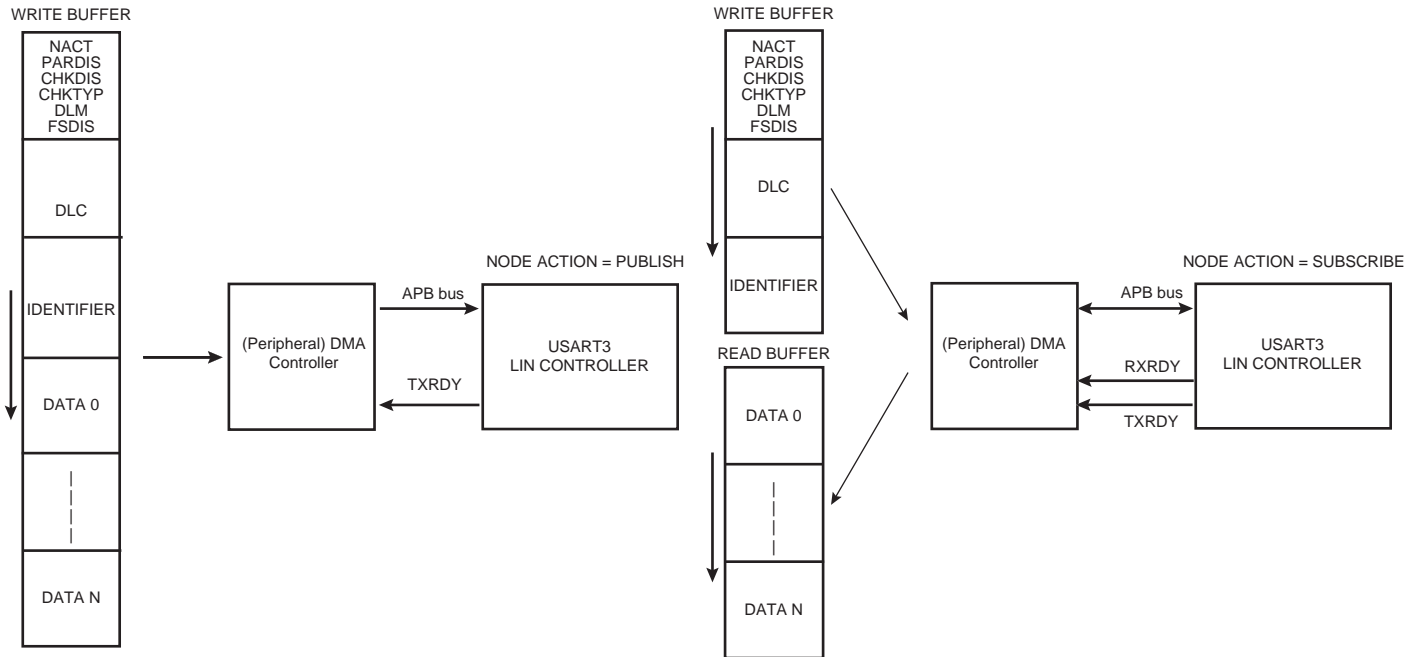 WRITE BUFFER
NACT
PARDIS
CHKDIS
CHKTYP
DLM
FSDIS
DLC
IDENTIFIER
DATA 0
DATA N
(Peripheral) DMA
Controller
APB bus
TXRDY
NODE ACTION = PUBLISH
USART3
LIN CONTROLLER
WRITE BUFFER
NACT
PARDIS
CHKDIS
CHKTYP
DLM
FSDIS
DLC
IDENTIFIER
READ BUFFER
DATA 0
DATA N
(Peripheral) DMA
Controller
APB bus
RXRDY
TXRDY
NODE ACTION = SUBSCRIBE
USART3
LIN CONTROLLER